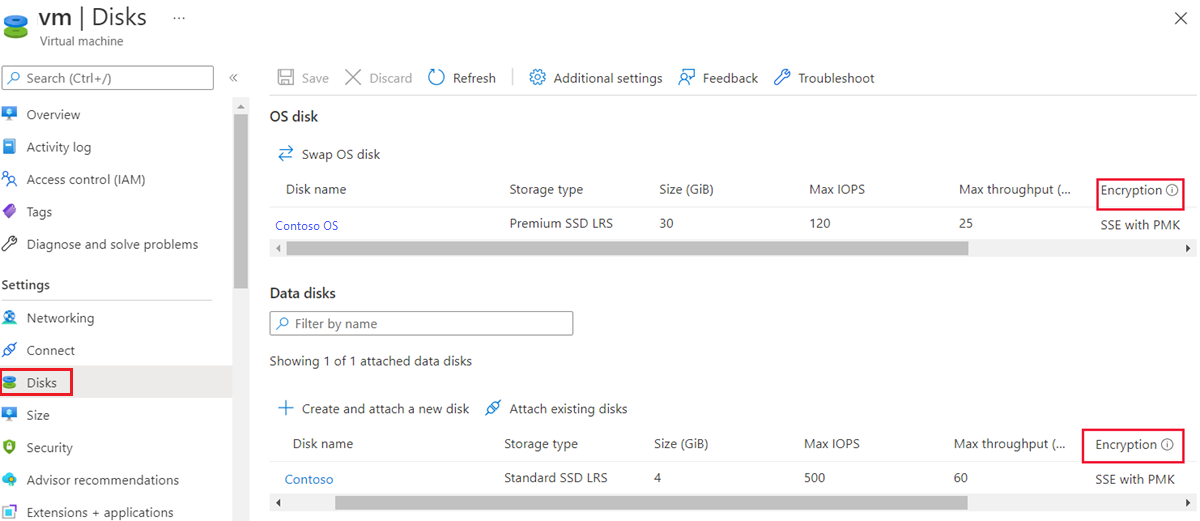 vm | Disks ...
Virtual machine
Search (Ctrl+/)
Overview
Activity log
Access control (IAM)
Tags
Diagnose and solve problems
Settings
Networking
Connect
Disks
Size
Security
Advisor recommendations
Extensions + applications
Save Discard Refresh Additional settings Feedback Troubleshoot
OS disk
Swap OS disk
Disk name Storage type Size (GiB) Max IOPS Max throughput (... Encryption
Contoso OS Premium SSD LRS 30 120 25 SSE with PMK
Data disks
Filter by name
Showing 1 of 1 attached data disks
Create and attach a new disk Attach existing disks
Disk name Storage type Size (GiB) Max IOPS Max throughput (... Encryption
Contoso Standard SSD LRS 4 500 60 SSE with PMK